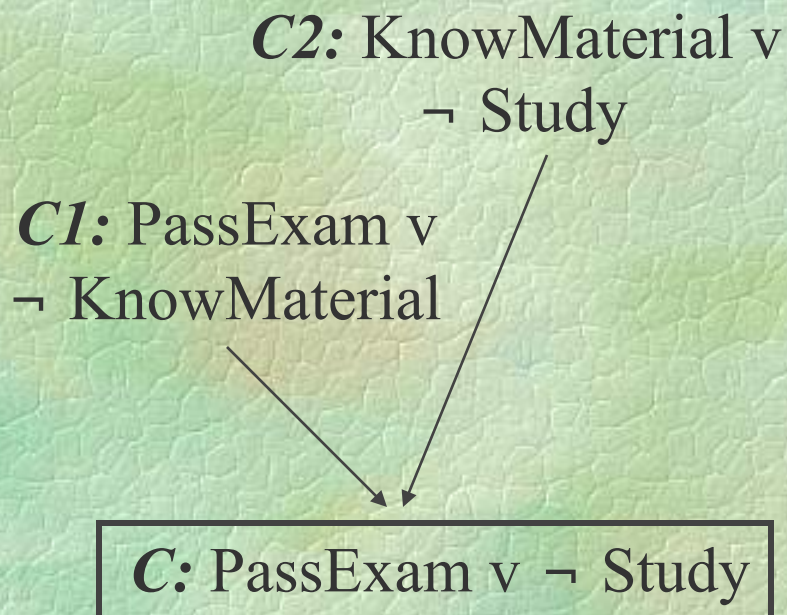 C2: KnowMaterial v
¬ Study
C1: PassExam v
¬ KnowMaterial
C: PassExam v ¬ Study